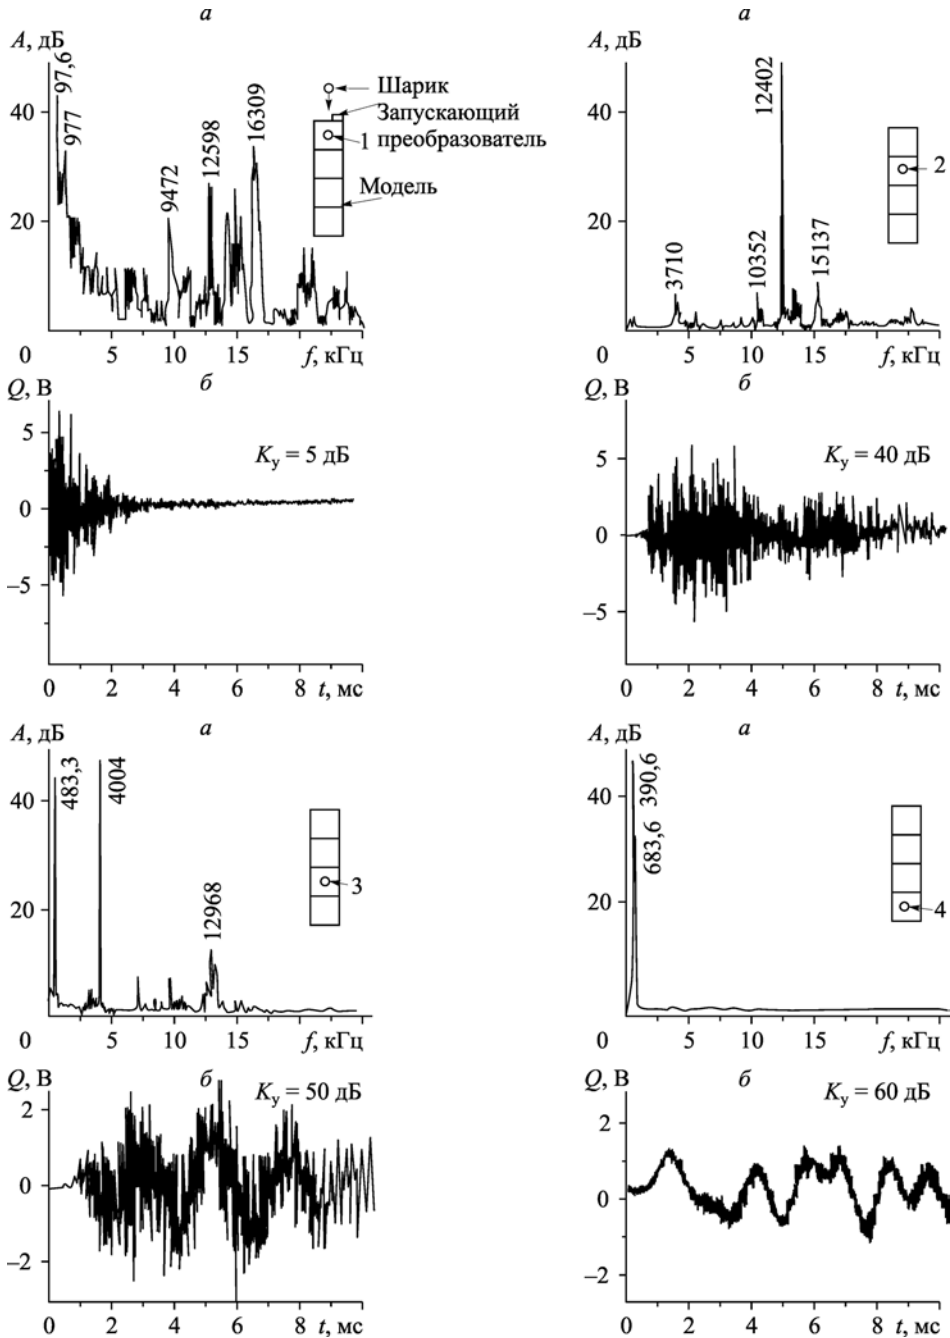 а
A, дБ
40
20
0
97,6
977
9472
12598
16309
5
10
15
f, кГц
Шарик
Запускающий
1 преобразователь
Модель
а
A, дБ
40
20
0
3710
10352
12402
15137
5
10
15
f, кГц
2
б
Q, В
5
0
–5
Kу = 5 дБ
0
2
4
6
8
t, мс
б
Q, В
5
0
–5
Kу = 40 дБ
0
2
4
6
8
t, мс
а
A, дБ
40
20
0
483,3
4004
12968
5
10
15
f, кГц
3
а
A, дБ
40
20
0
683,6
390,6
5
10
15
f, кГц
4
б
Q, В
2
0
–2
Kу = 50 дБ
0
2
4
6
8
t, мс
б
Q, В
2
0
–2
Kу = 60 дБ
0
2
4
6
8
t, мс